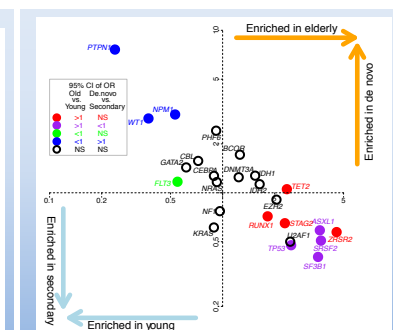 Enriched in elderly
Enriched in de novo
Enriched in secondary
Enriched in young
95% CI of OR
Old vs. Young
De.novo vs. Secondary
>1 NS
>1 <1
<1 NS
<1 >1
NS NS
PTPN1
NPM1
WT1
PHF6
BCOR
CBL
GATA2
CEBPA
DNMT3A
IDH1
IDH2
FLT3
NRAS
TET2
EZH2
NF1
KRAS
RUNX1
STAG2
ASXL1
U2AF1
ZRSR2
TP53
SRSF2
SF3B1
0.1
0.2
0.5
1
2
5
10
5
2
0.5
0.2